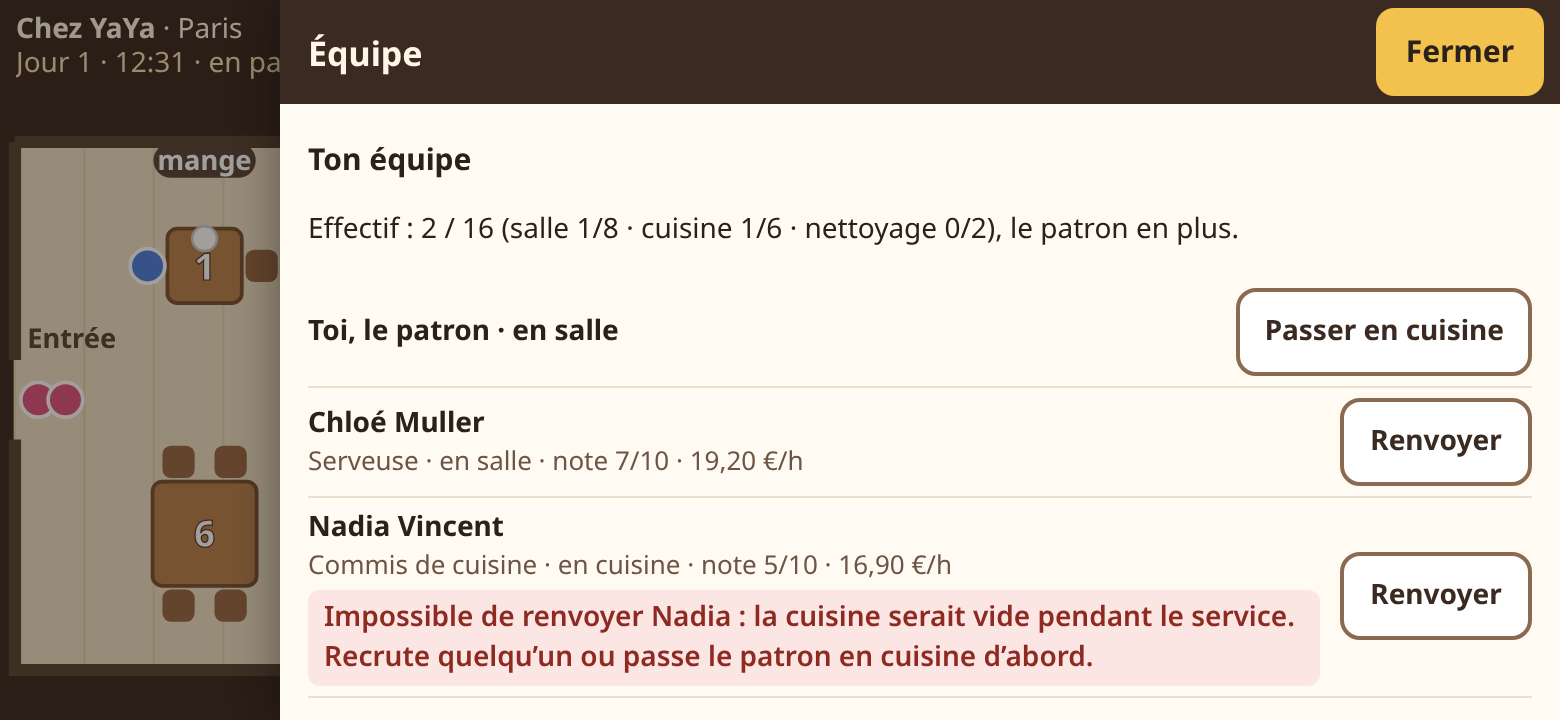 Chez YaYa · Paris
Jour 1 · 12:31 · en pa
mange
1
Entrée
6
Équipe
Fermer
Ton équipe
Effectif : 2 / 16 (salle 1/8 · cuisine 1/6 · nettoyage 0/2), le patron en plus.
Toi, le patron · en salle
Passer en cuisine
Chloé Muller
Serveuse · en salle · note 7/10 · 19,20 €/h
Renvoyer
Nadia Vincent
Commis de cuisine · en cuisine · note 5/10 · 16,90 €/h
Impossible de renvoyer Nadia : la cuisine serait vide pendant le service.
Recrute quelqu’un ou passe le patron en cuisine d’abord.
Renvoyer